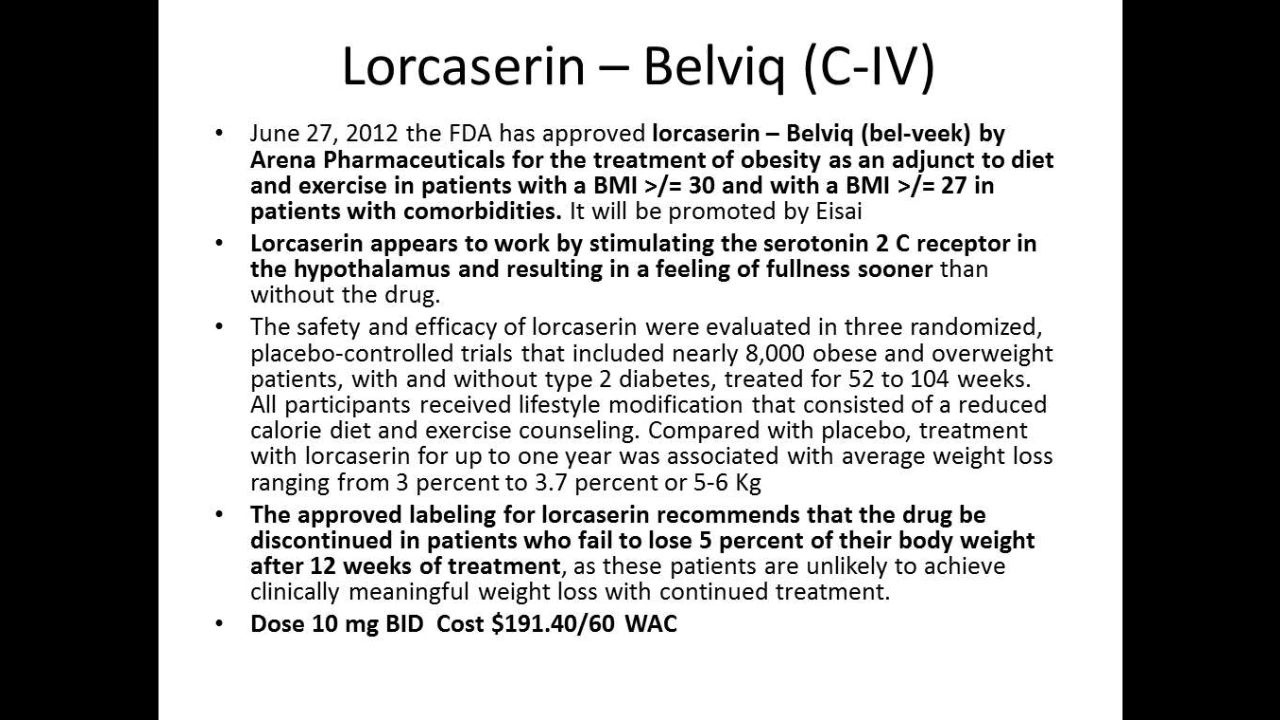 Lorcaserin – Belviq (C-IV)
• June 27, 2012 the FDA has approved lorcaserin – Belviq (bel-veek) by
Arena Pharmaceuticals for the treatment of obesity as an adjunct to diet
and exercise in patients with a BMI >/= 30 and with a BMI >/= 27 in
patients with comorbidities. It will be promoted by Eisai
• Lorcaserin appears to work by stimulating the serotonin 2 C receptor in
the hypothalamus and resulting in a feeling of fullness sooner than
without the drug.
• The safety and efficacy of lorcaserin were evaluated in three randomized,
placebo-controlled trials that included nearly 8,000 obese and overweight
patients, with and without type 2 diabetes, treated for 52 to 104 weeks.
All participants received lifestyle modification that consisted of a reduced
calorie diet and exercise counseling. Compared with placebo, treatment
with lorcaserin for up to one year was associated with average weight loss
ranging from 3 percent to 3.7 percent or 5-6 Kg
• The approved labeling for lorcaserin recommends that the drug be
discontinued in patients who fail to lose 5 percent of their body weight
after 12 weeks of treatment, as these patients are unlikely to achieve
clinically meaningful weight loss with continued treatment.
• Dose 10 mg BID Cost $191.40/60 WAC